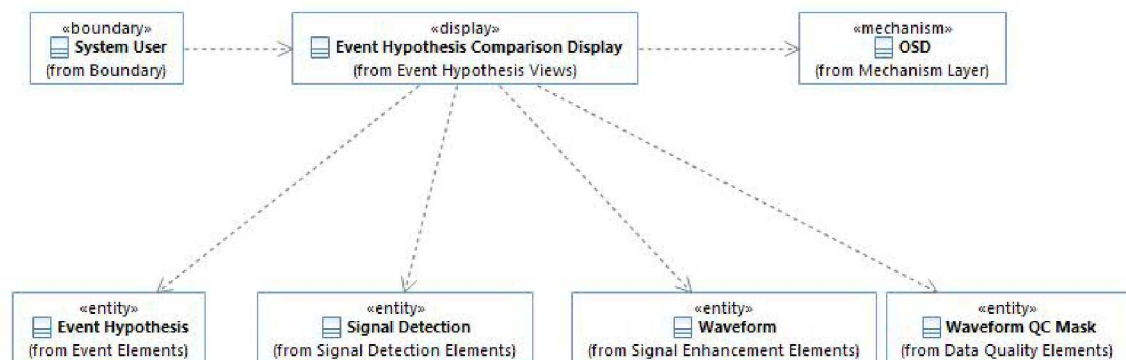 «boundary»
System User
(from Boundary)
«display»
Event Hypothesis Comparison Display
(from Event Hypothesis Views)
«mechanism»
OSD
(from Mechanism Layer)
«entity»
Event Hypothesis
(from Event Elements)
«entity»
Signal Detection
(from Signal Detection Elements)
«entity»
Waveform
(from Signal Enhancement Elements)
«entity»
Waveform QC Mask
(from Data Quality Elements)